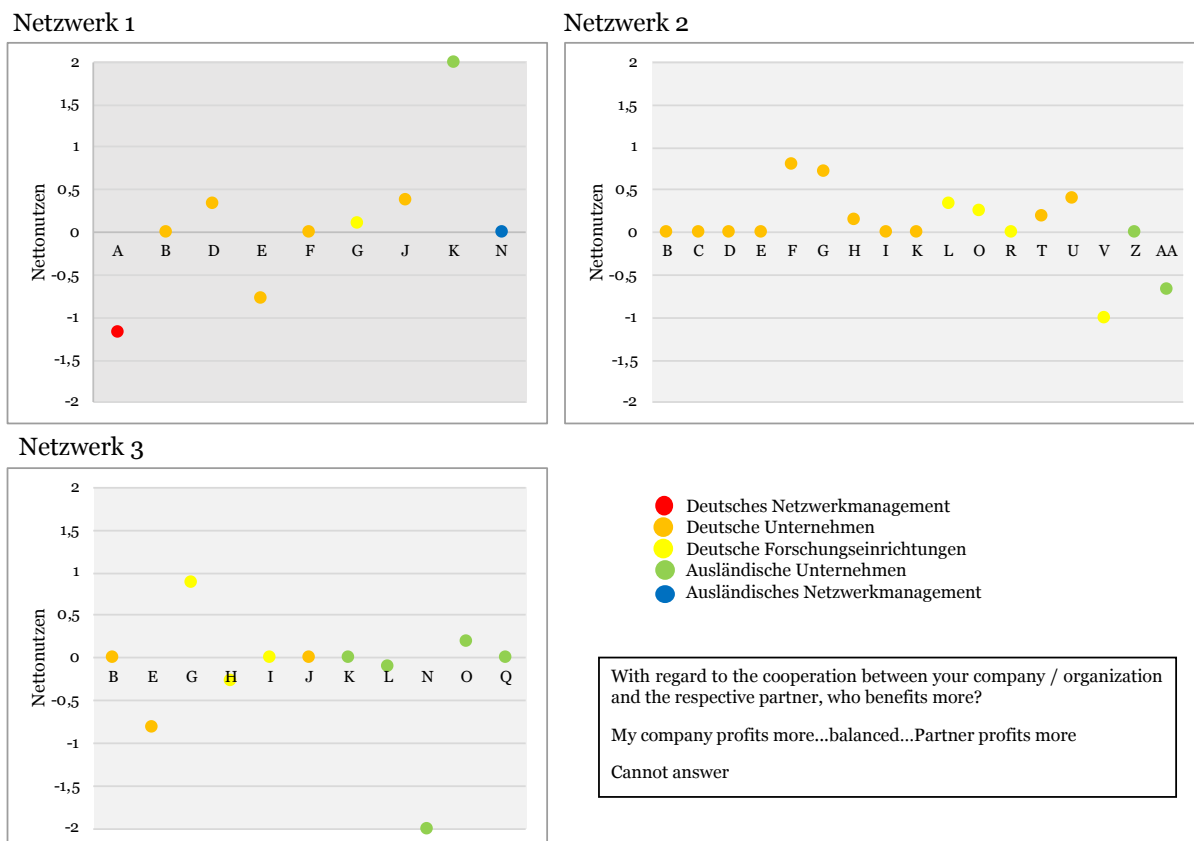 Netzwerk 1
Nettonutzen
2
1,5
1
0,5
0
-0,5
-1
-1,5
-2
A B D E F G J K N
Netzwerk 2
Nettonutzen
2
1,5
1
0,5
0
-0,5
-1
-1,5
-2
B C D E F G H I K L O R T U V Z AA
Netzwerk 3
Nettonutzen
2
1,5
1
0,5
0
-0,5
-1
-1,5
-2
B E G H I J K L N O Q
Deutsches Netzwerkmanagement
Deutsche Unternehmen
Deutsche Forschungseinrichtungen
Ausländische Unternehmen
Ausländisches Netzwerkmanagement
With regard to the cooperation between your company / organization
and the respective partner, who benefits more?
My company profits more...balanced...Partner profits more
Cannot answer